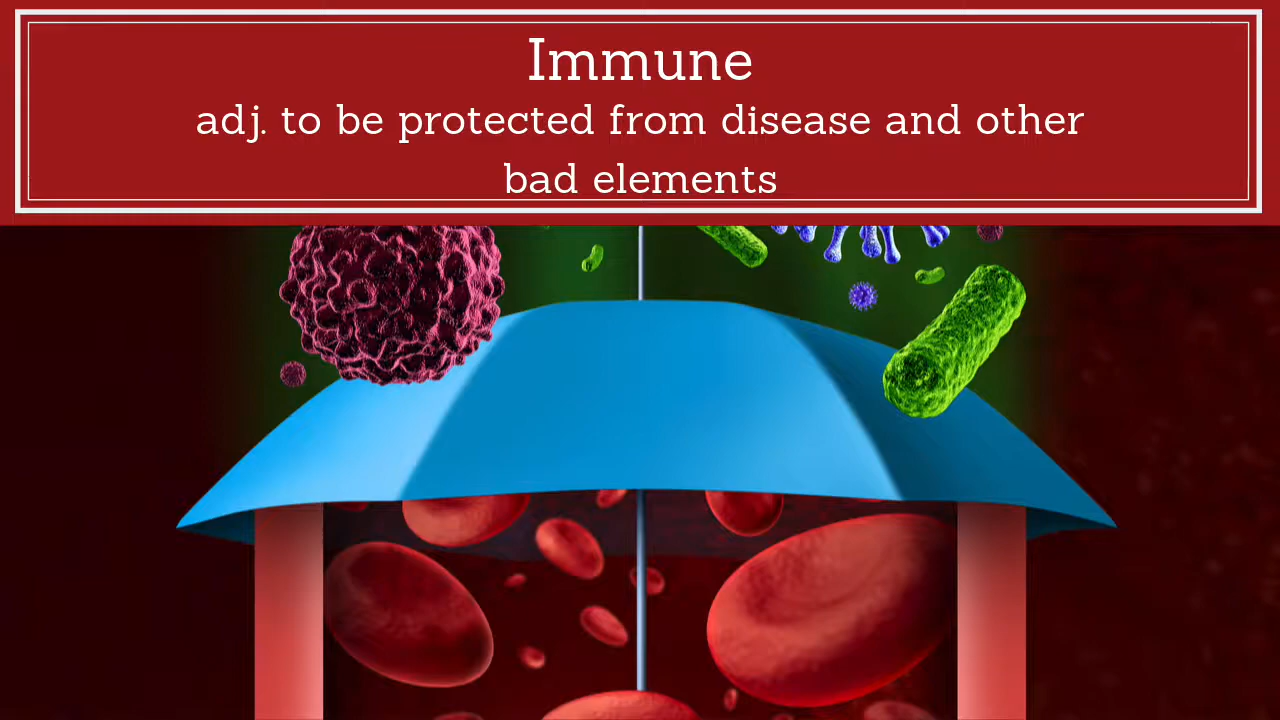 Immune
adj. to be protected from disease and other
bad elements